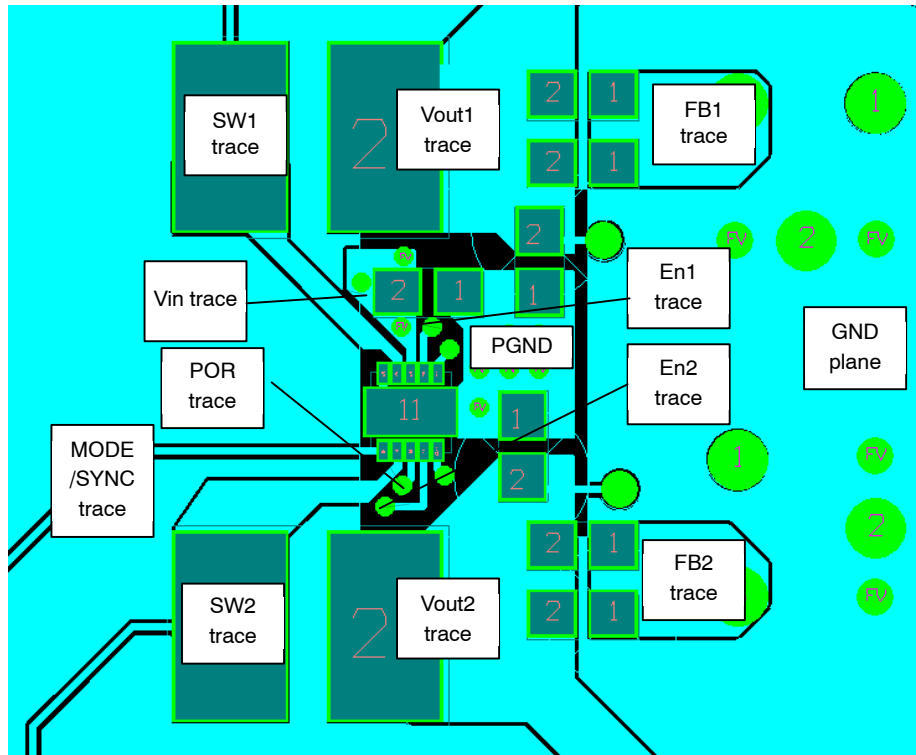 SW1
trace
Vout1
trace
2
2
1
2
1
FB1
trace
1
2
FV
2
FV
FV
Vin trace
2
1
1
En1
trace
FV
PGND
GND
plane
POR
trace
11
FV
1
En2
trace
MODE
/SYNC
trace
2
1
FV
2
FV
SW2
trace
Vout2
trace
2
2
1
2
1
FB2
trace